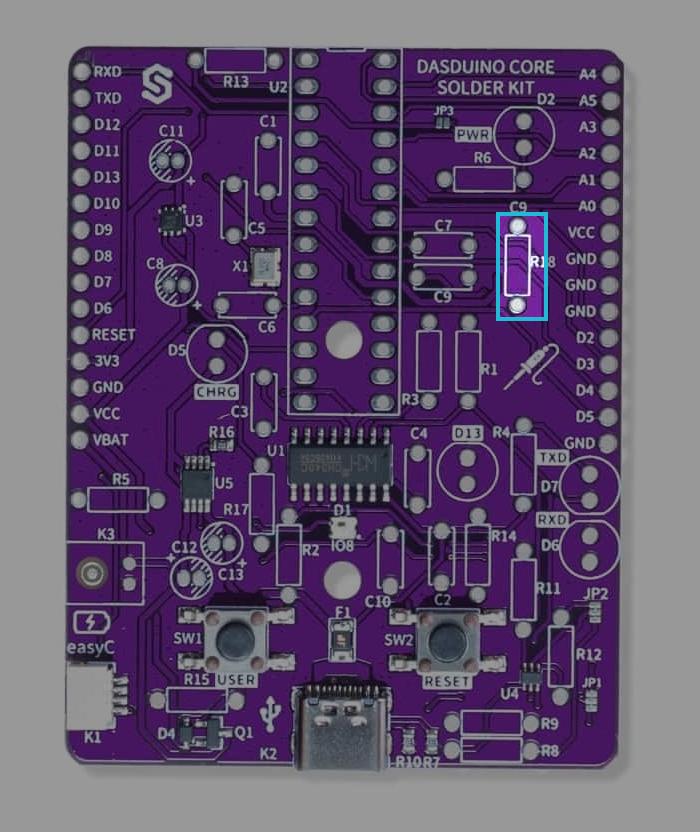 RXD
TXD
D12
D11
D13
D10
D9
D8
D7
D6
RESET
3V3
GND
VCC
VBAT
R13
U2
DASDUINO CORE
SOLDER KIT
JP3
D2
PWR
R6
A4
A5
A3
A2
A1
A0
VCC
GND
GND
GND
D2
D3
D4
D5
GND
C11
C1
U3
C5
X1
C8
C6
C7
C9
C9
R18
D5
CHRG
R3
R1
C3
R16
U1
CH340C
C4
D13
R4
TXD
D7
RXD
D6
R5
U5
R17
D1
IO8
R2
R14
K3
C12
C13
C10
C2
R11
JP2
easyC
SW1
F1
SW2
R12
USER
RESET
R15
U4
JP1
K1
D4
Q1
K2
R10
R7
R9
R8